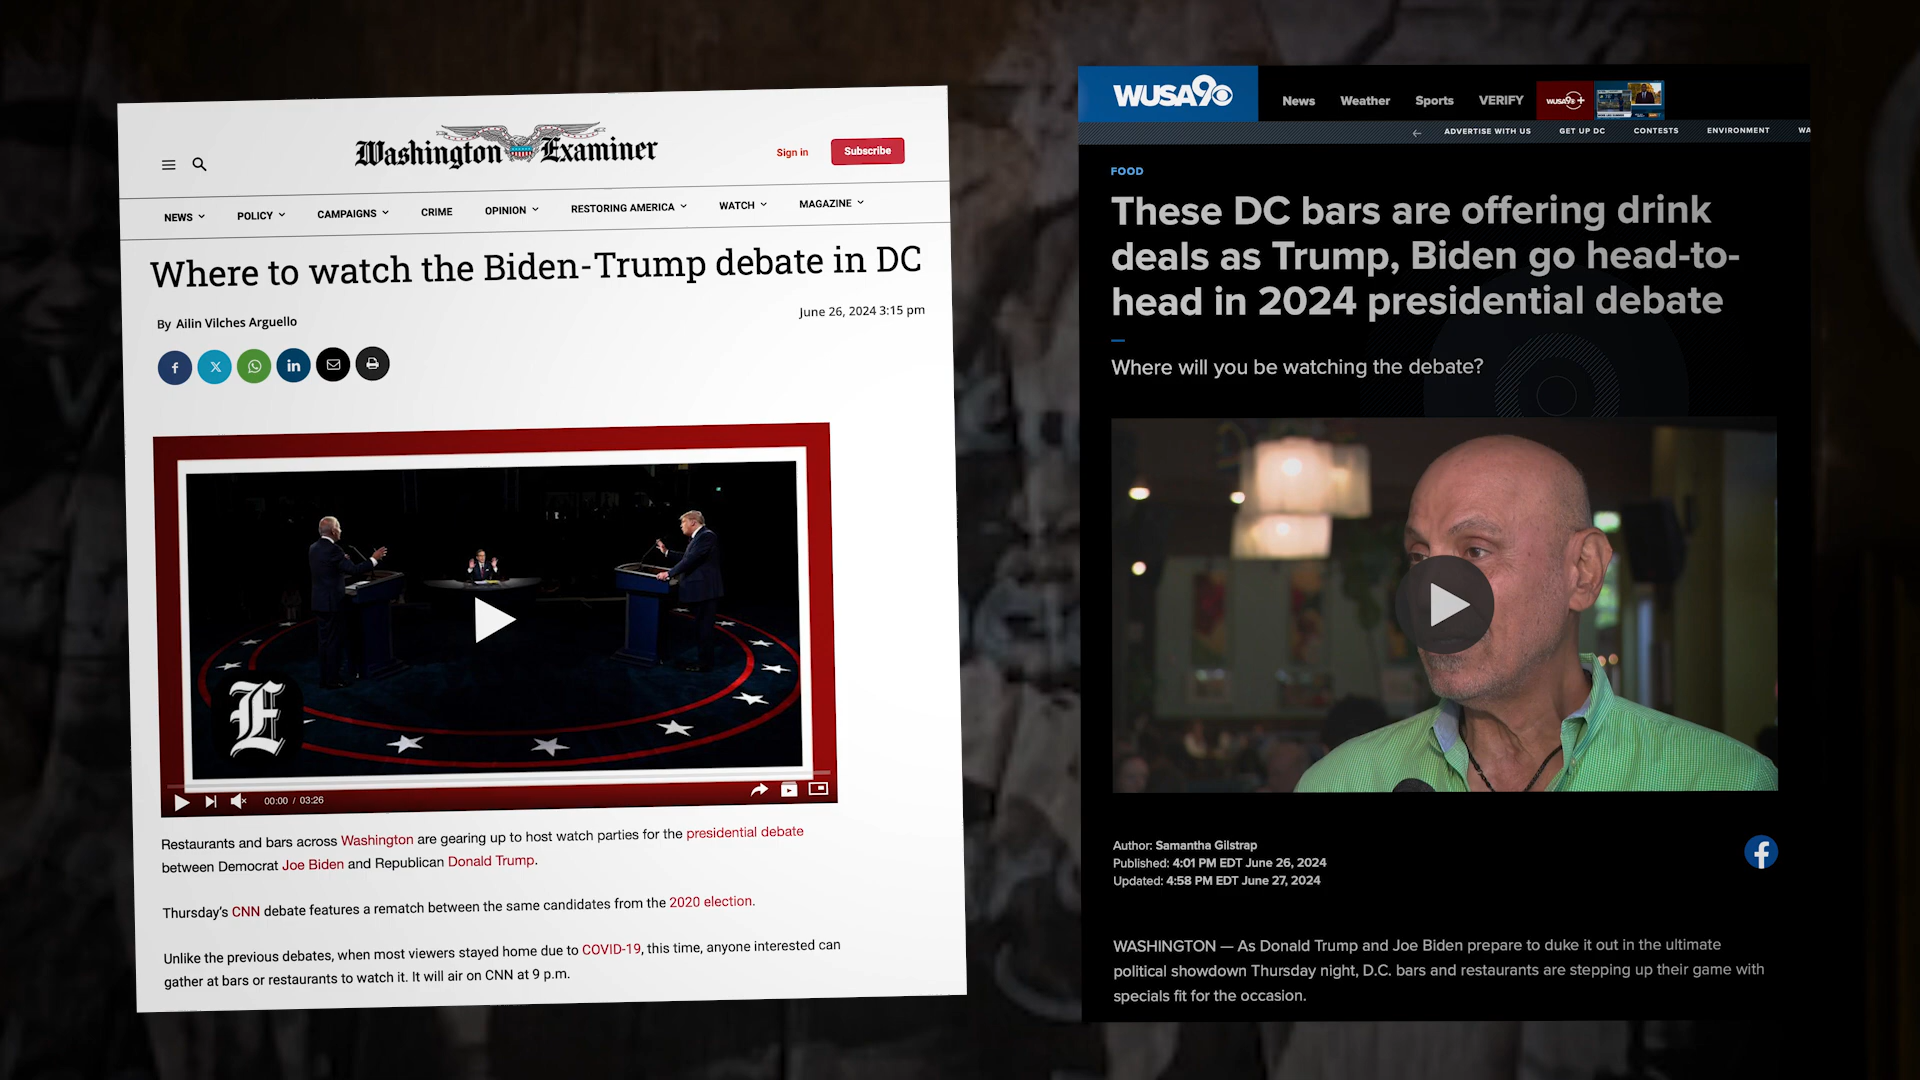 Washington Examiner
Sign in
Subscribe
NEWS
POLICY
CAMPAIGNS
CRIME
OPINION
RESTORING AMERICA
WATCH
MAGAZINE
Where to watch the Biden-Trump debate in DC
By Ailin Vilches Arguello
June 26, 2024 3:15 pm
E
00:00 / 03:26
Restaurants and bars across Washington are gearing up to host watch parties for the presidential debate
between Democrat Joe Biden and Republican Donald Trump.
Thursday's CNN debate features a rematch between the same candidates from the 2020 election.
Unlike the previous debates, when most viewers stayed home due to COVID-19, this time, anyone interested can
gather at bars or restaurants to watch it. It will air on CNN at 9 p.m.
WUSA9
News
Weather
Sports
VERIFY
WUSA9+
ADVERTISE WITH US
GET UP DC
CONTESTS
ENVIRONMENT
WA
FOOD
These DC bars are offering drink
deals as Trump, Biden go head-to-
head in 2024 presidential debate
Where will you be watching the debate?
Author: Samantha Gilstrap
Published: 4:01 PM EDT June 26, 2024
Updated: 4:58 PM EDT June 27, 2024
WASHINGTON — As Donald Trump and Joe Biden prepare to duke it out in the ultimate
political showdown Thursday night, D.C. bars and restaurants are stepping up their game with
specials fit for the occasion.